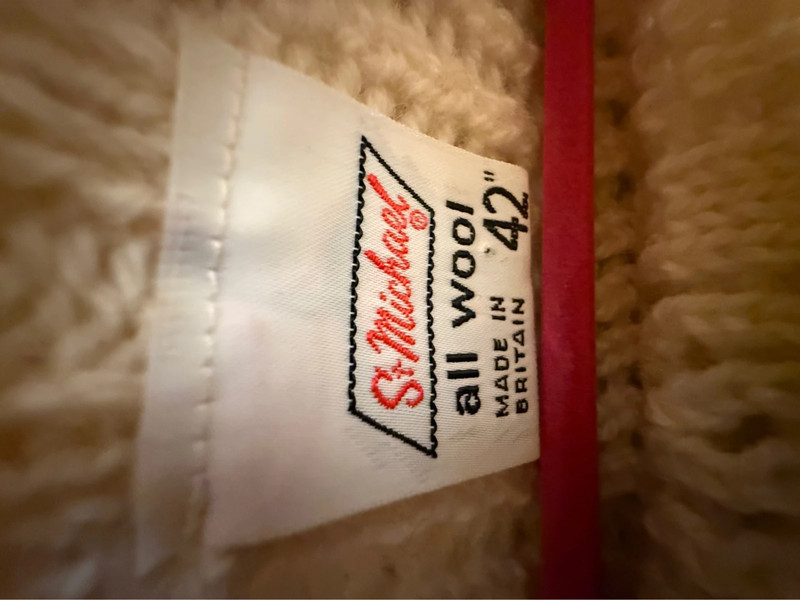 St Michael®
all wool
MADE IN
BRITAIN
42"